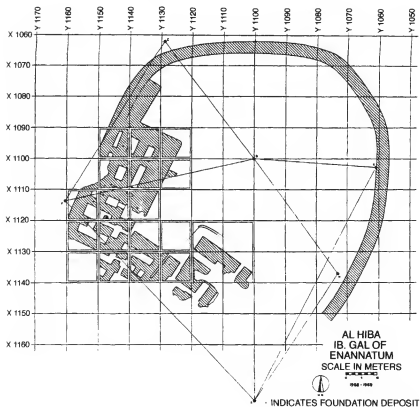 Y 1170
Y 1160
Y 1150
Y 1140
Y 1130
Y 1120
Y 1110
Y 1100
Y 1090
Y 1080
Y 1070
Y 1060
Y 1050
X 1060
X 1070
X 1080
X 1090
X 1100
X 1110
X 1120
X 1130
X 1140
X 1150
X 1160
AL HIBA
IB. GAL OF
ENANNATUM
SCALE IN METERS
INDICATES FOUNDATION DEPOSIT